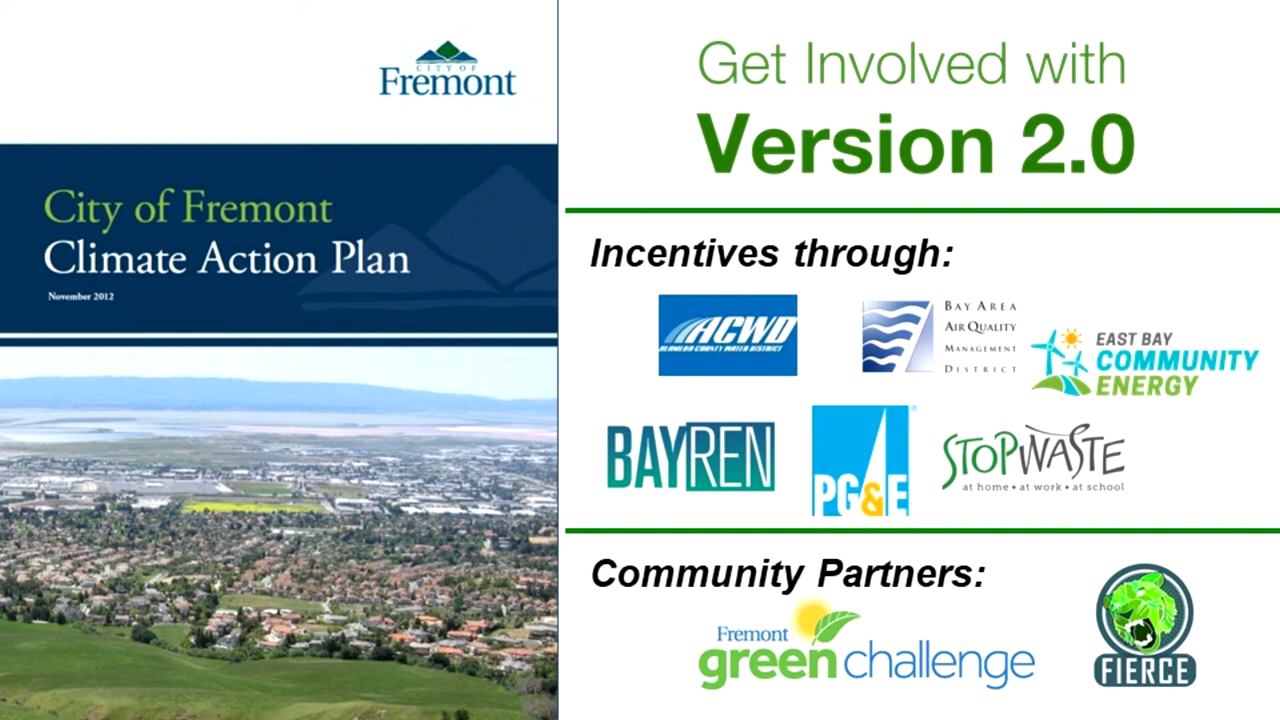 CITY OF
Fremont
City of Fremont
Climate Action Plan
November 2012
Get Involved with
Version 2.0
Incentives through:
ACWD
ALAMEDA COUNTY WATER DISTRICT
BAY AREA
AIR QUALITY
MANAGEMENT
DISTRICT
EAST BAY
COMMUNITY
ENERGY
BAYREN
PG&E
STOPWASTE
at home • at work • at school
Community Partners:
Fremont
green challenge
FIERCE